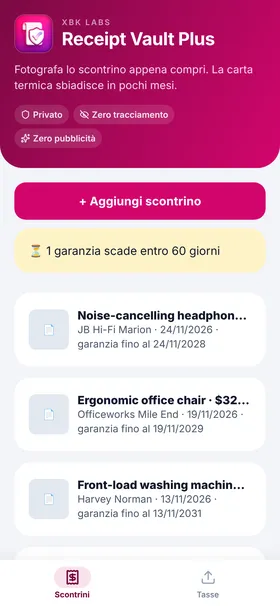 XBK LABS
Receipt Vault Plus
Fotografa lo scontrino appena compri. La carta
termica sbiadisce in pochi mesi.
Privato
Zero tracciamento
Zero pubblicità
+ Aggiungi scontrino
⏳ 1 garanzia scade entro 60 giorni
Noise-cancelling headphon...
JB Hi-Fi Marion · 24/11/2026 ·
garanzia fino al 24/11/2028
Ergonomic office chair · $32...
Officeworks Mile End · 19/11/2026 ·
garanzia fino al 19/11/2029
Front-load washing machin...
Harvey Norman · 13/11/2026 ·
garanzia fino al 13/11/2031
Scontrini
Tasse